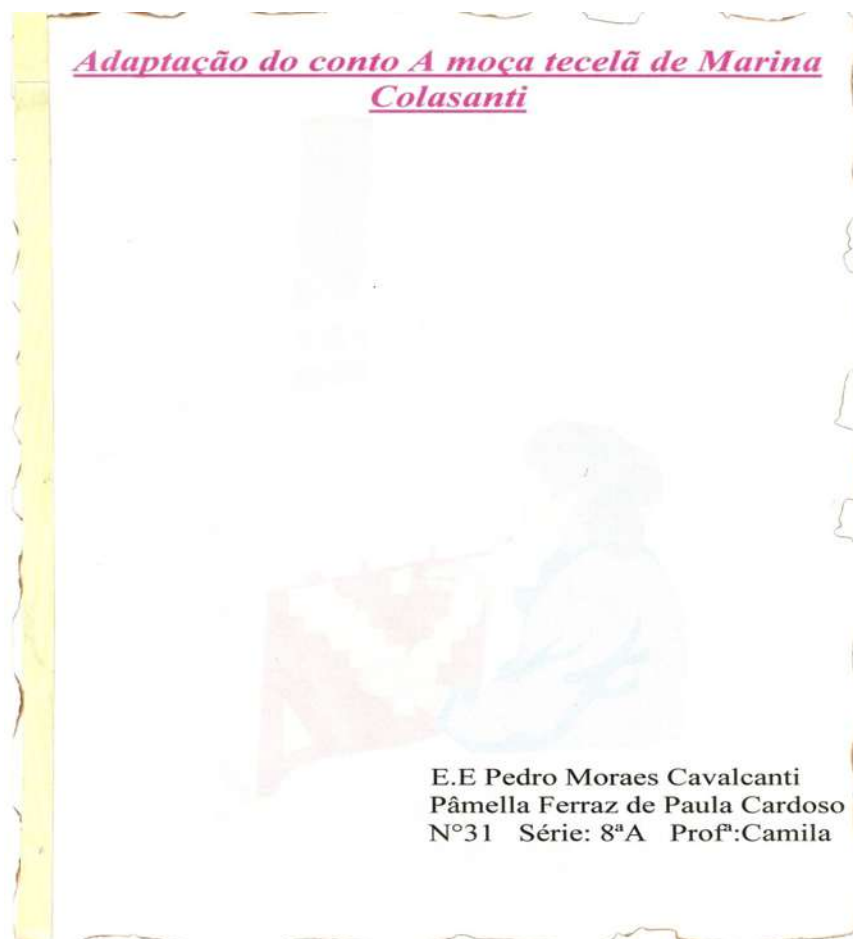 Adaptação do conto A moça tecelã de Marina
Colasanti
E.E Pedro Moraes Cavalcanti
Pâmella Ferraz de Paula Cardoso
N°31 Série: 8ªA Profª:Camila